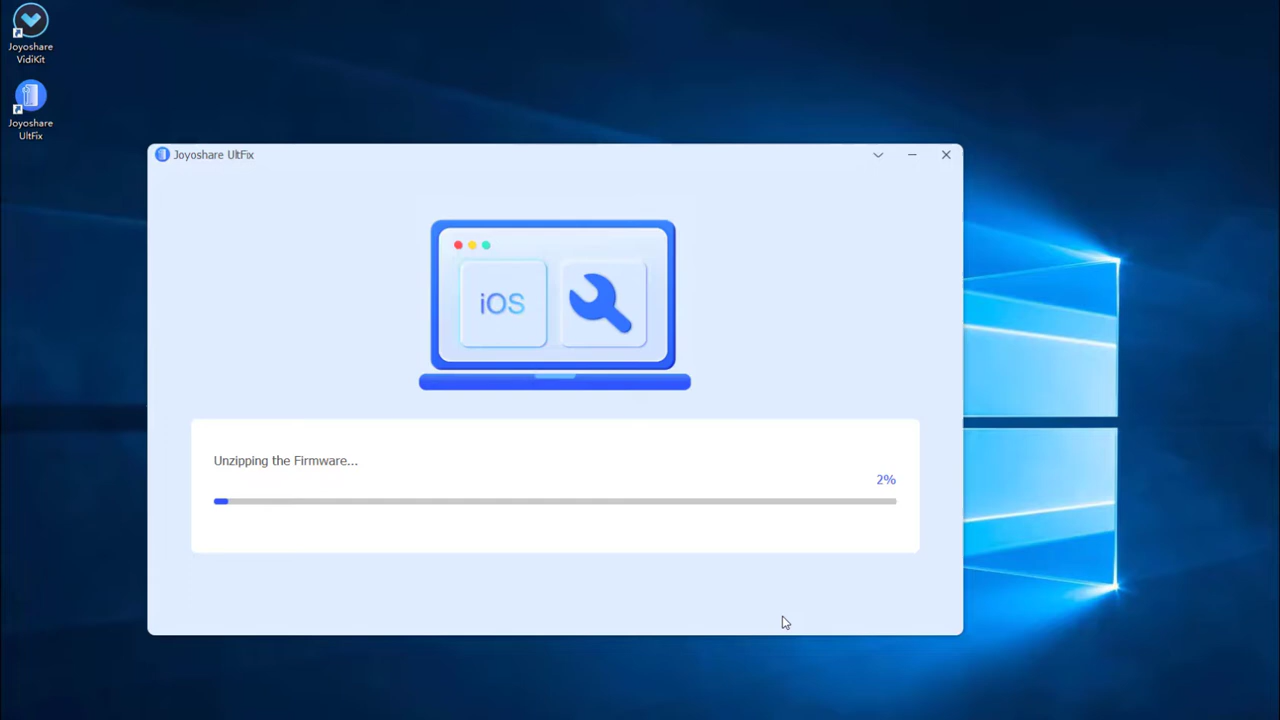 Joyoshare
VidiKit
Joyoshare
UltFix
Joyoshare UltFix
iOS
Unzipping the Firmware...
2%